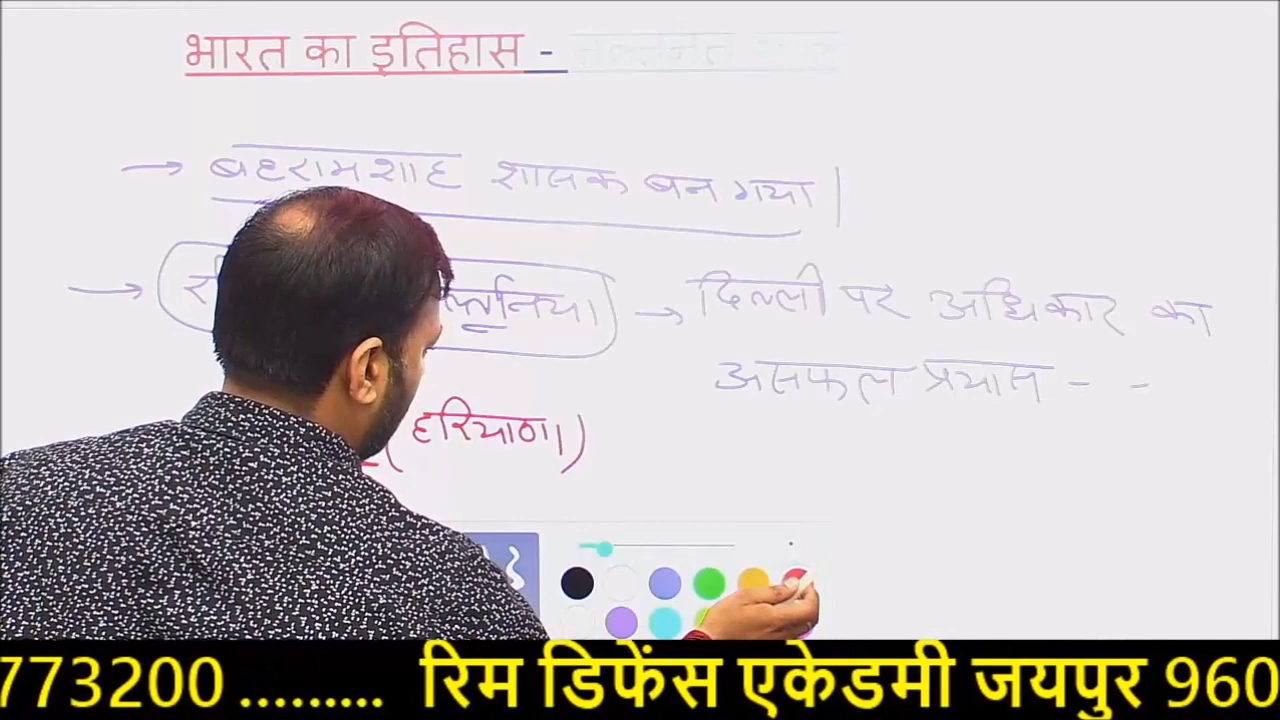 भारत का इतिहास -
→ बहरामशाह शासक बन गया |
→ → दिल्ली पर अधिकार का
असफल प्रयास - -
(हरियाणा)
773200 ......... रिम डिफेंस एकेडमी जयपुर 960